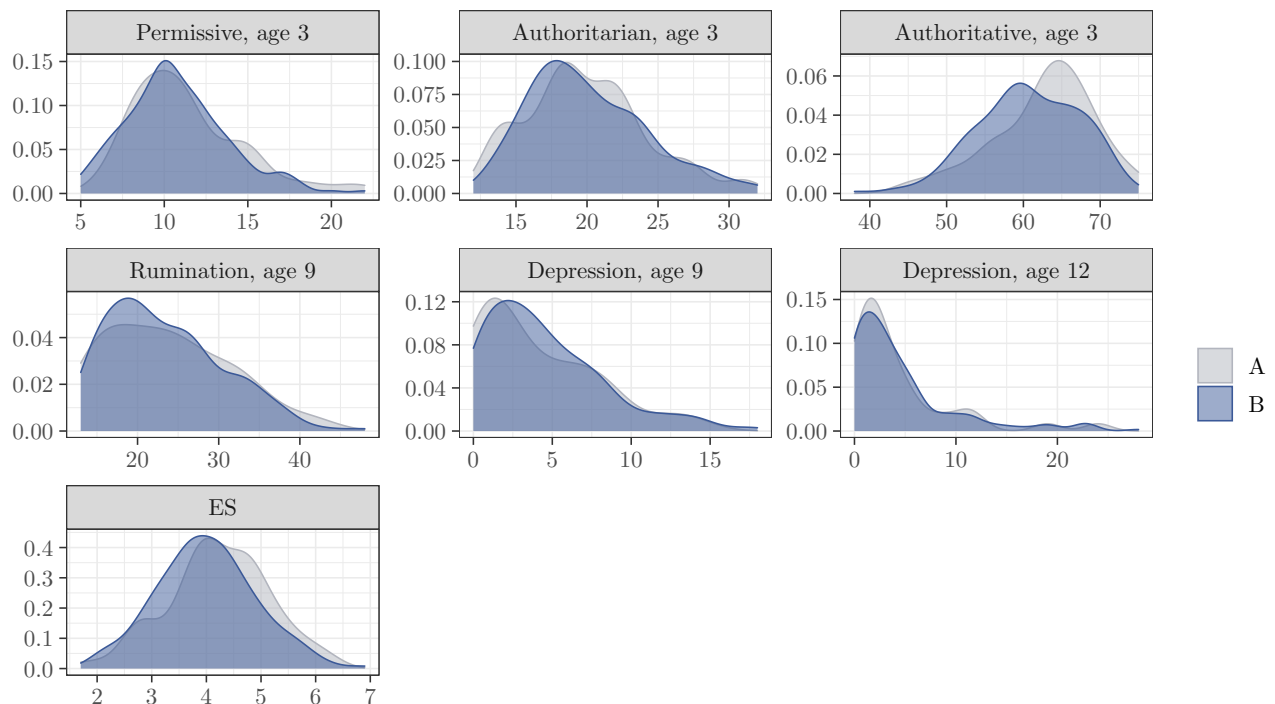 Permissive, age 3
Authoritarian, age 3
Authoritative, age 3
0.15
0.10
0.05
0.00
5 10 15 20
0.100
0.075
0.050
0.025
0.000
15 20 25 30
0.06
0.04
0.02
0.00
40 50 60 70
Rumination, age 9
Depression, age 9
Depression, age 12
0.04
0.02
0.00
20 30 40
0.12
0.08
0.04
0.00
0 5 10 15
0.15
0.10
0.05
0.00
0 10 20
A
B
ES
0.4
0.3
0.2
0.1
0.0
2 3 4 5 6 7